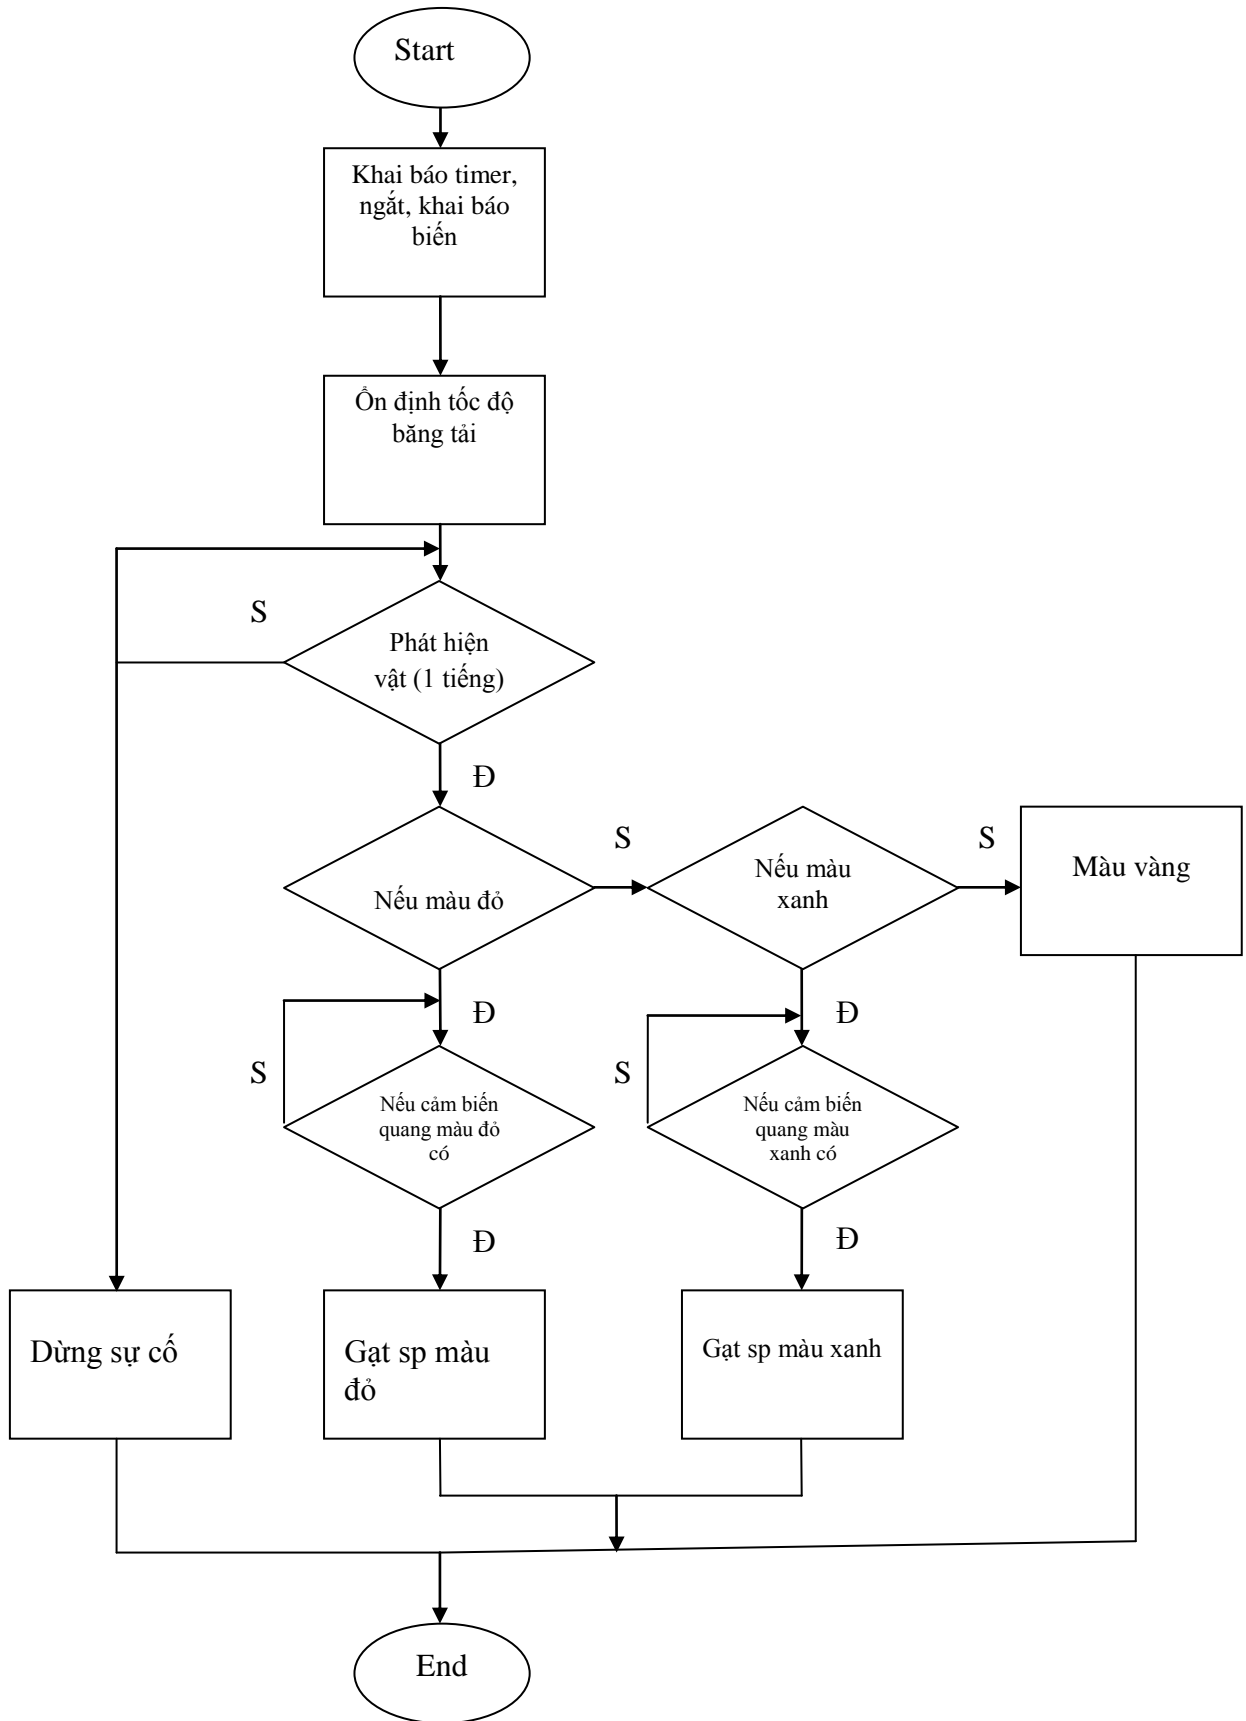 Start
Khai báo timer,
ngắt, khai báo
biến
Ổn định tốc độ
băng tải
S
Phát hiện
vật (1 tiếng)
Đ
Nếu màu đỏ
S
Nếu màu
xanh
S
Màu vàng
Đ
Đ
S
Nếu cảm biến
quang màu đỏ
có
S
Nếu cảm biến
quang màu
xanh có
Đ
Đ
Dừng sự cố
Gạt sp màu
đỏ
Gạt sp màu xanh
End